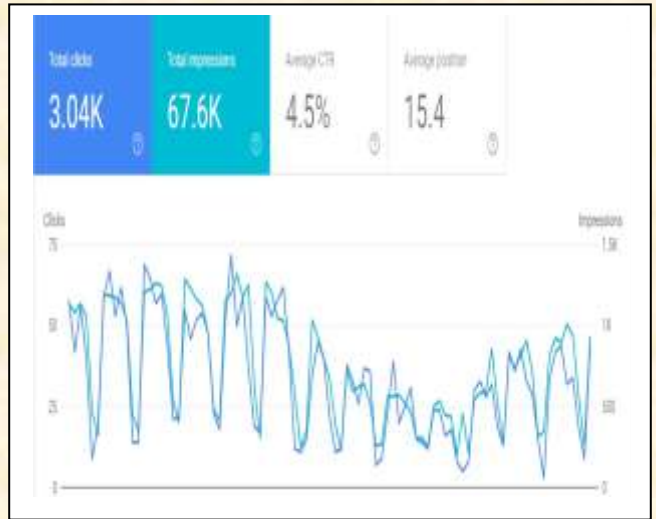 Total clicks Total impressions Average CTR Average position
3.04K 67.6K 4.5% 15.4
Clicks Impressions
75 1.5K
50 1K
25 500
0 0